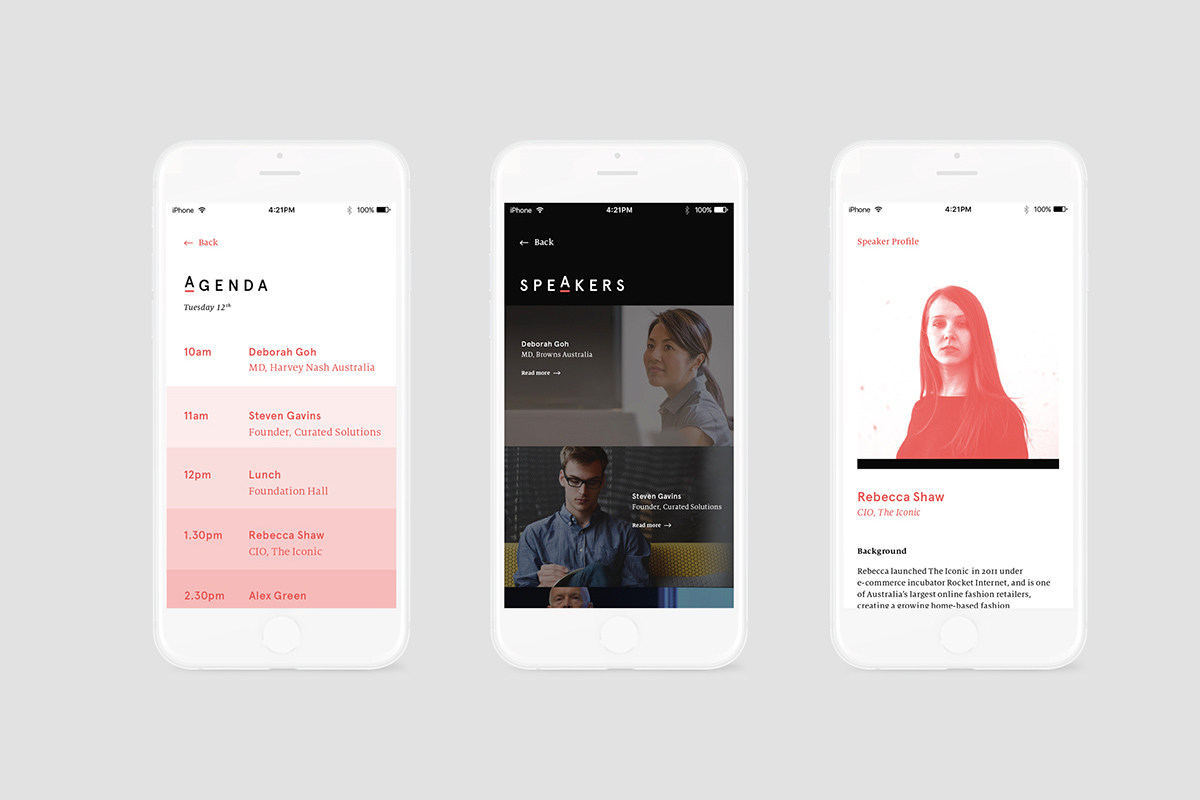 iPhone 4:21PM 100%
← Back
AGENDA
Tuesday 12th
10am Deborah Goh
MD, Harvey Nash Australia
11am Steven Gavins
Founder, Curated Solutions
12pm Lunch
Foundation Hall
1.30pm Rebecca Shaw
CIO, The Iconic
2.30pm Alex Green
iPhone 4:21PM 100%
← Back
SPEAKERS
Deborah Goh
MD, Browns Australia
Read more →
Steven Gavins
Founder, Curated Solutions
Read more →
iPhone 4:21PM 100%
Speaker Profile
Rebecca Shaw
CIO, The Iconic
Background
Rebecca launched The Iconic in 2011 under
e-commerce incubator Rocket Internet, and is one
of Australia's largest online fashion retailers,
creating a growing home-based fashion